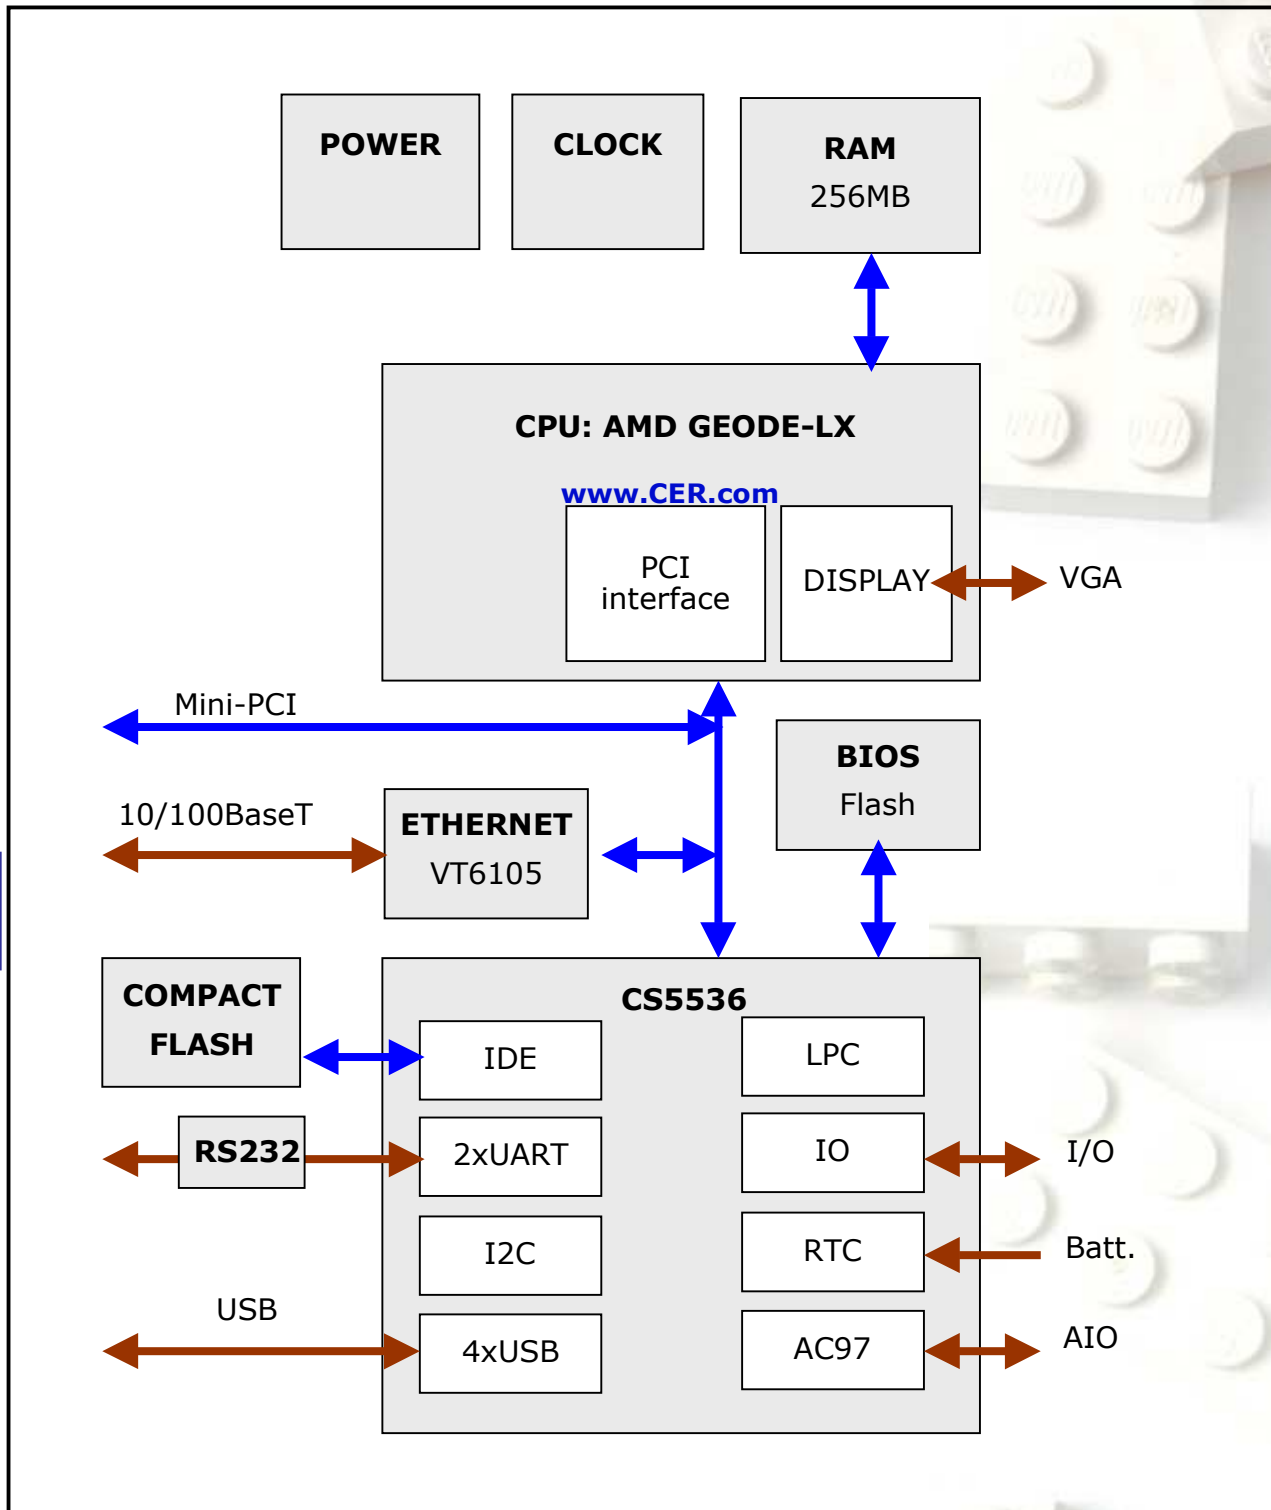 POWER
CLOCK
RAM
256MB
CPU: AMD GEODE-LX
www.CER.com
PCI
interface
DISPLAY
VGA
Mini-PCI
BIOS
Flash
10/100BaseT
ETHERNET
VT6105
COMPACT
FLASH
CS5536
IDE
LPC
RS232
2xUART
IO
I/O
I2C
RTC
Batt.
USB
4xUSB
AC97
AIO